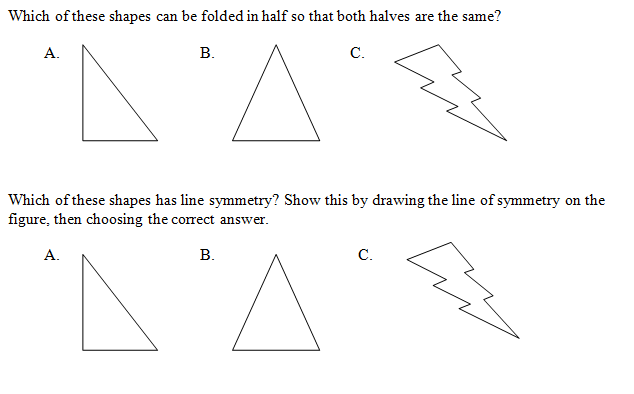 Which of these shapes can be folded in half so that both halves are the same?
A. B. C.
Which of these shapes has line symmetry? Show this by drawing the line of symmetry on the
figure, then choosing the correct answer.
A. B. C.